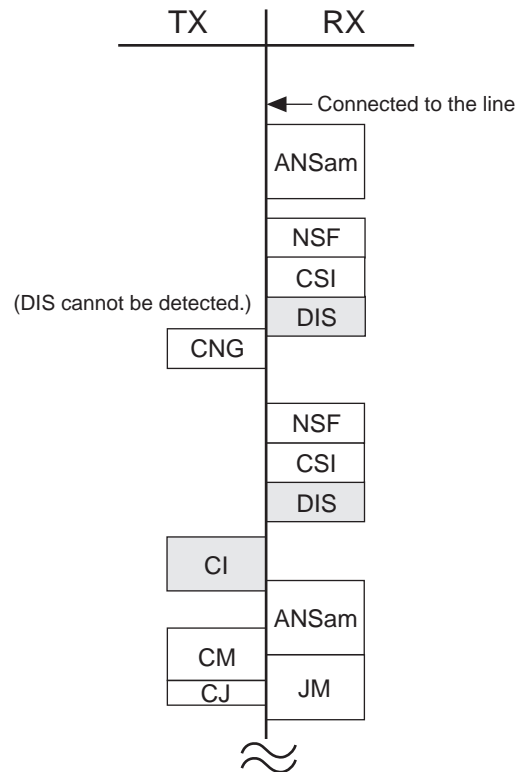 TX RX
Connected to the line
ANSam
NSF
CSI
(DIS cannot be detected.)
DIS
CNG
NSF
CSI
DIS
CI
ANSam
CM
JM
CJ